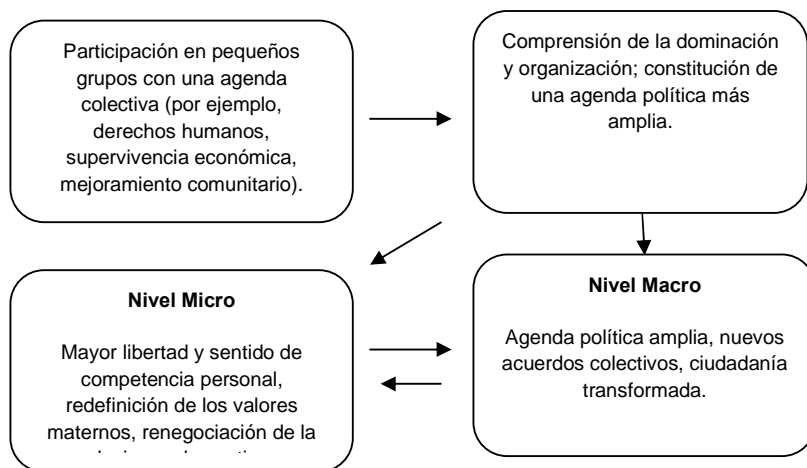 Participación en pequeños
grupos con una agenda
colectiva (por ejemplo,
derechos humanos,
supervivencia económica,
mejoramiento comunitario).
Comprensión de la dominación
y organización; constitución de
una agenda política más
amplia.
Nivel Micro
Mayor libertad y sentido de
competencia personal,
redefinición de los valores
maternos, renegociación de la
Nivel Macro
Agenda política amplia, nuevos
acuerdos colectivos, ciudadanía
transformada.